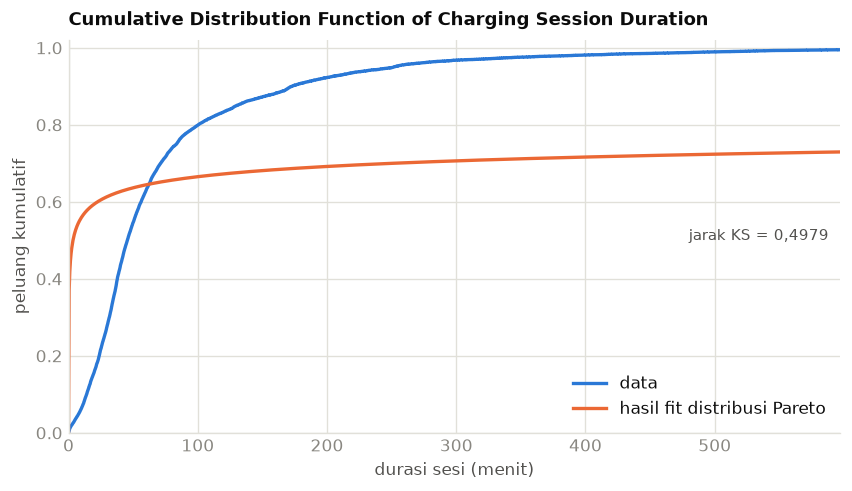 Cumulative Distribution Function of Charging Session Duration
peluang kumulatif
1.0
0.8
0.6
0.4
0.2
0.0
jarak KS = 0,4979
data
hasil fit distribusi Pareto
0
100
200
300
400
500
durasi sesi (menit)